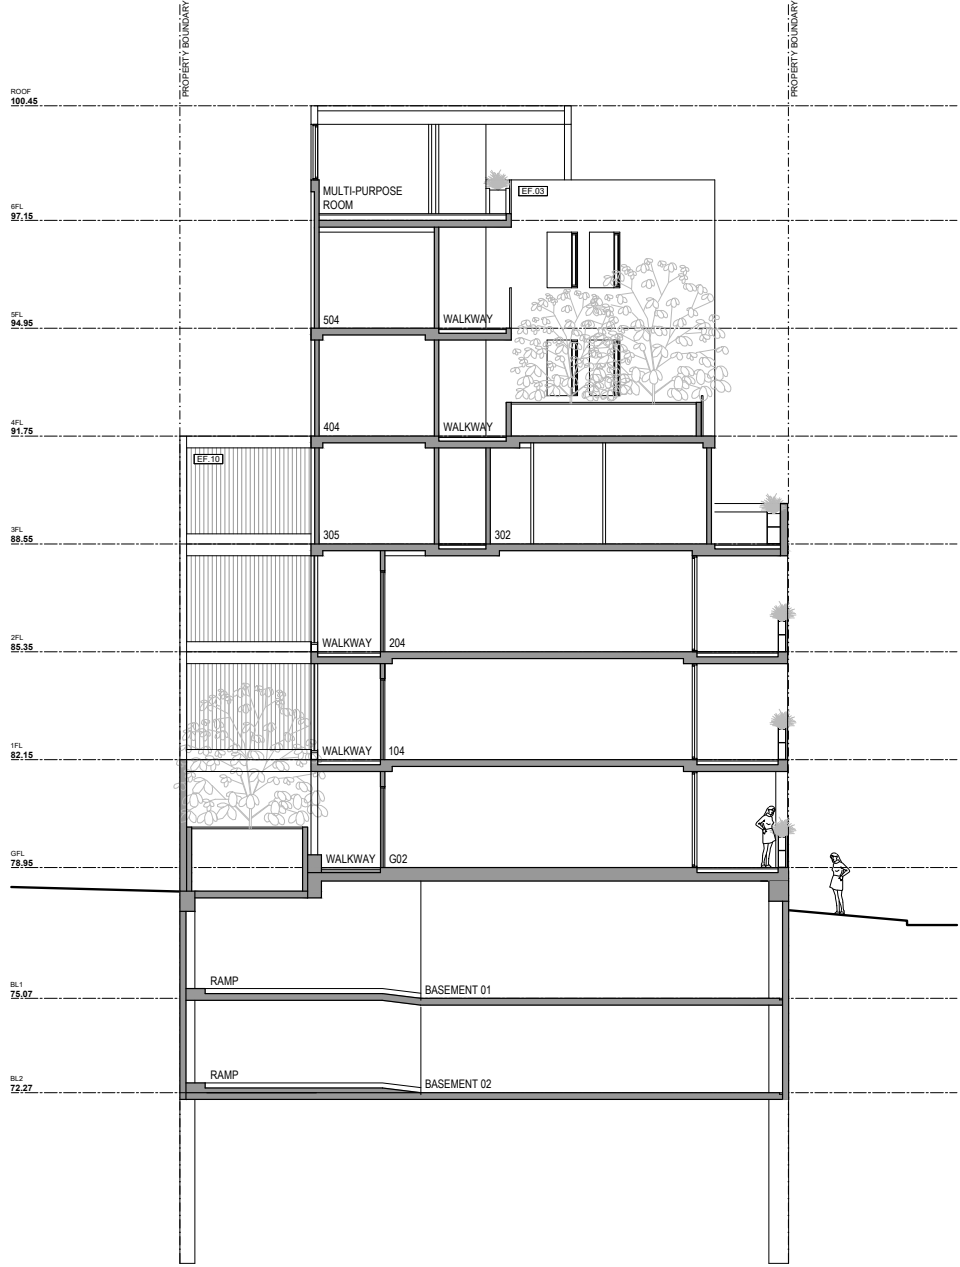 PROPERTY BOUNDARY
PROPERTY BOUNDARY
ROOF
100.45
MULTI-PURPOSE
ROOM
EF.03
6FL
97.15
504
WALKWAY
5FL
94.95
404
WALKWAY
4FL
91.75
EF.10
305
302
3FL
88.55
WALKWAY
204
2FL
85.35
WALKWAY
104
1FL
82.15
WALKWAY
G02
GFL
78.95
RAMP
BASEMENT 01
BL1
75.07
RAMP
BASEMENT 02
BL2
72.27